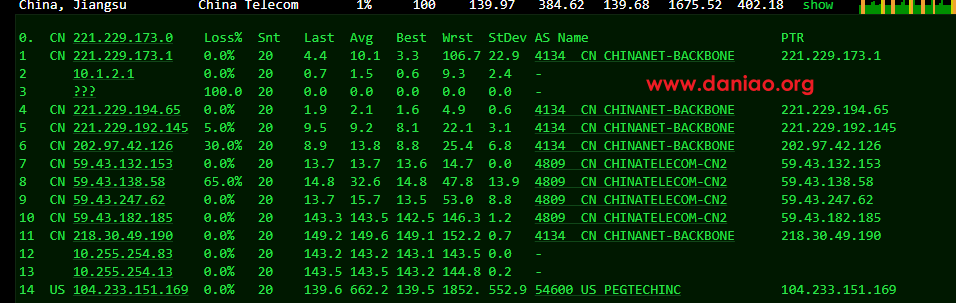 China, Jiangsu China Telecom 1% 100 139.97 384.62 139.68 1675.52 402.18 show
0. CN 221.229.173.0 Loss% Snt Last Avg Best Wrst StDev AS Name PTR
1 CN 221.229.173.1 0.0% 20 4.4 10.1 3.3 106.7 22.9 4134 CN CHINANET-BACKBONE 221.229.173.1
2 10.1.2.1 0.0% 20 0.7 1.5 0.6 9.3 2.4 -
www.daniao.org
3 ??? 100.0 20 0.0 0.0 0.0 0.0 0.0 -
4 CN 221.229.194.65 0.0% 20 1.9 2.1 1.6 4.9 0.6 4134 CN CHINANET-BACKBONE 221.229.194.65
5 CN 221.229.192.145 5.0% 20 9.5 9.2 8.1 22.1 3.1 4134 CN CHINANET-BACKBONE 221.229.192.145
6 CN 202.97.42.126 30.0% 20 8.9 13.8 8.8 25.4 6.8 4134 CN CHINANET-BACKBONE 202.97.42.126
7 CN 59.43.132.153 0.0% 20 13.7 13.7 13.6 14.7 0.0 4809 CN CHINATELECOM-CN2 59.43.132.153
8 CN 59.43.138.58 65.0% 20 14.8 32.6 14.8 47.8 13.9 4809 CN CHINATELECOM-CN2 59.43.138.58
9 CN 59.43.247.62 0.0% 20 13.7 15.7 13.5 53.0 8.8 4809 CN CHINATELECOM-CN2 59.43.247.62
10 CN 59.43.182.185 0.0% 20 143.3 143.5 142.5 146.3 1.2 4809 CN CHINATELECOM-CN2 59.43.182.185
11 CN 218.30.49.190 0.0% 20 149.2 149.6 149.1 152.2 0.7 4134 CN CHINANET-BACKBONE 218.30.49.190
12 10.255.254.83 0.0% 20 143.2 143.2 143.1 143.5 0.0 -
13 10.255.254.13 0.0% 20 143.5 143.5 143.2 144.8 0.2 -
14 US 104.233.151.169 0.0% 20 139.6 662.2 139.5 1852. 552.9 54600 US PEGTECHINC 104.233.151.169